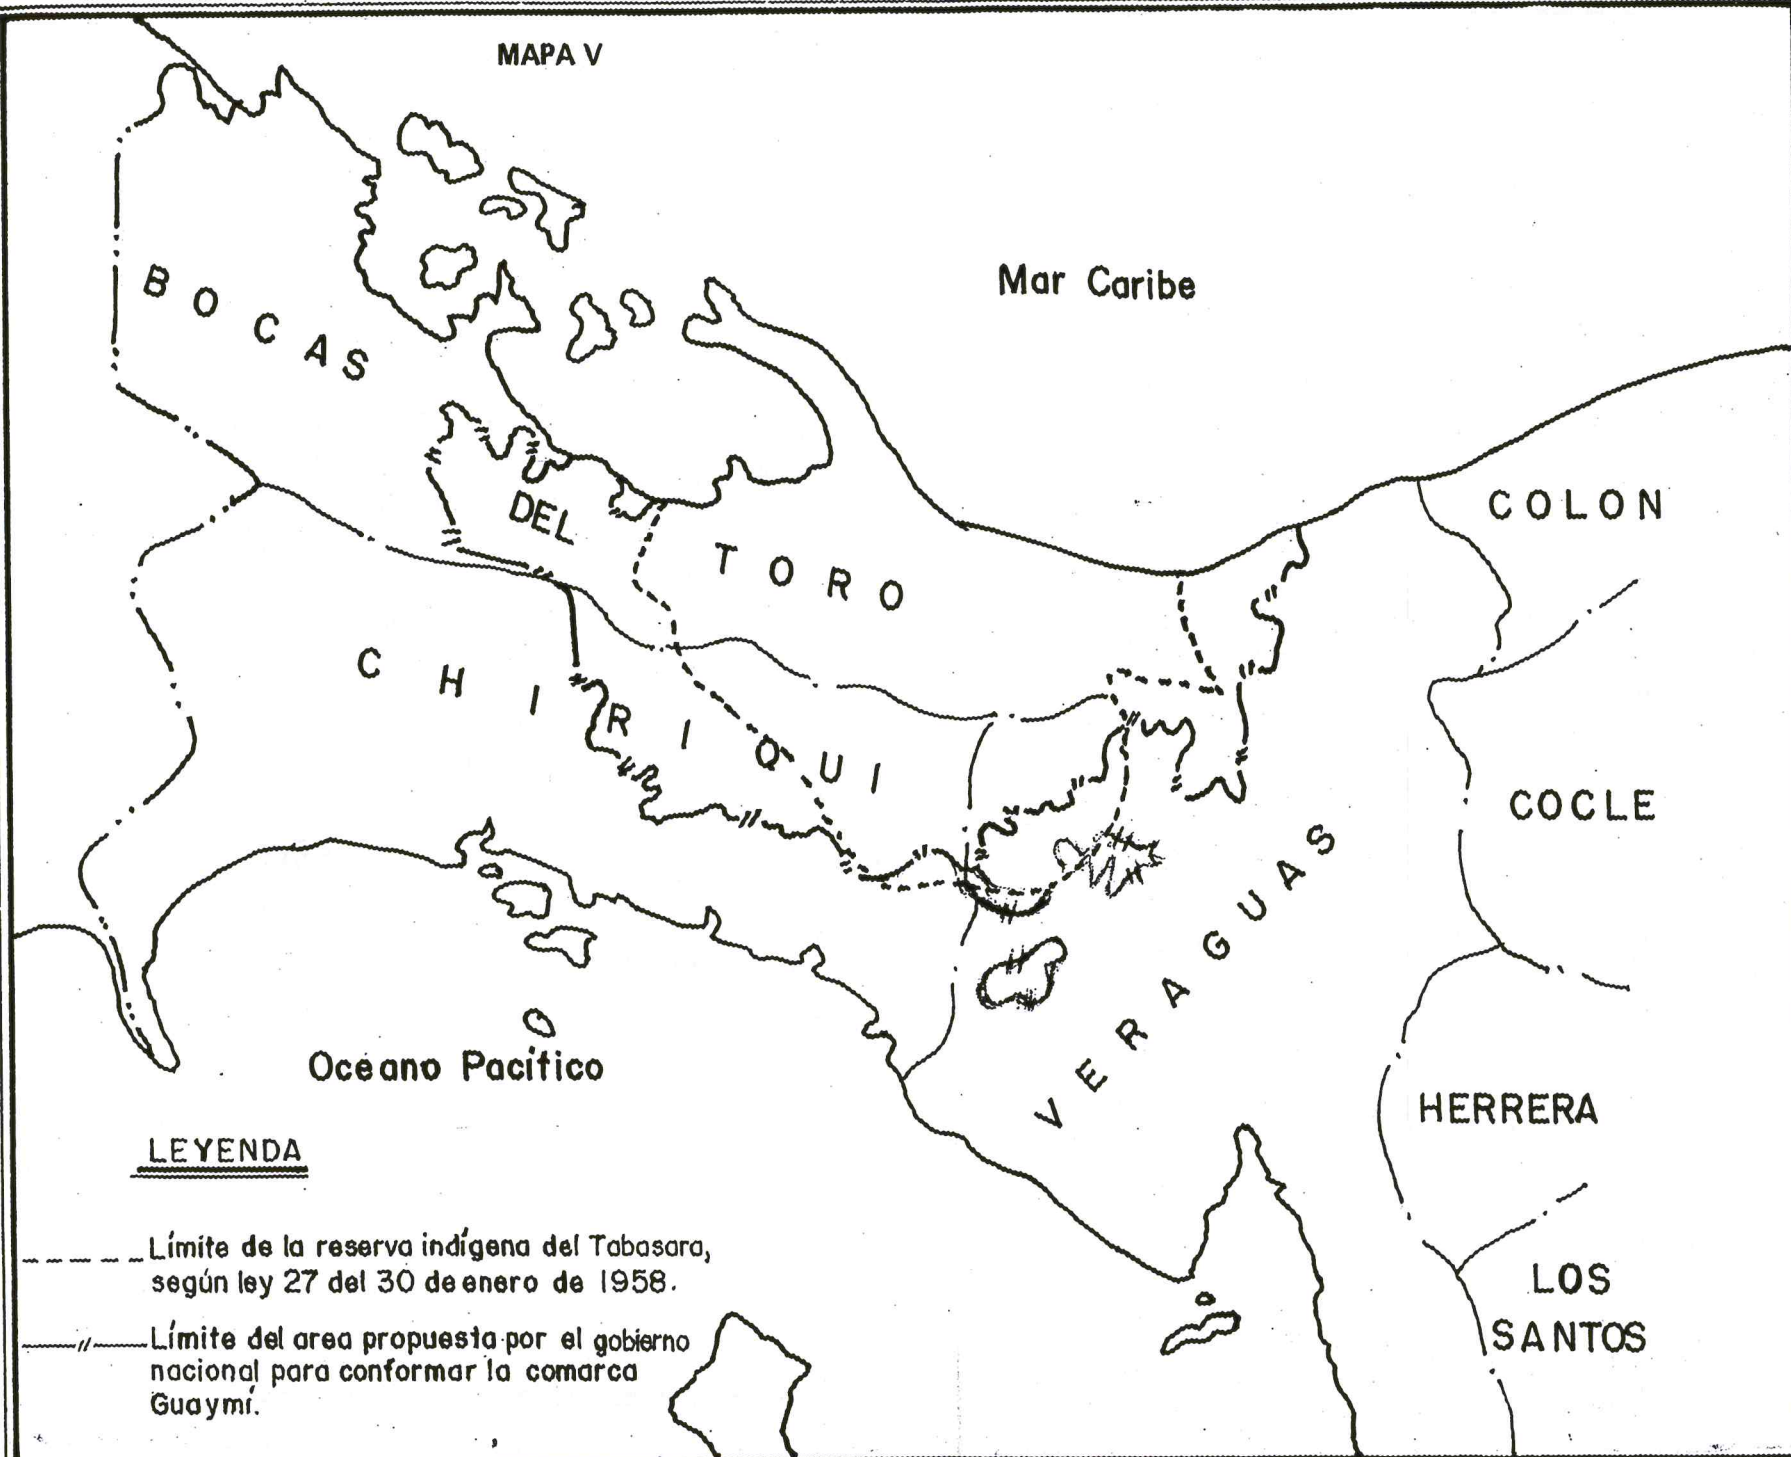 MAPA V
Mar Caribe
BOCAS
DEL
TORO
COLON
CHIRIQUI
COCLE
VERAGUAS
Oceano Pacífico
HERRERA
LEYENDA
Límite de la reserva indígena del Tabasara,
según ley 27 del 30 de enero de 1958.
LOS
SANTOS
Límite del area propuesta por el gobierno
nacional para conformar la comarca
Guaymí.